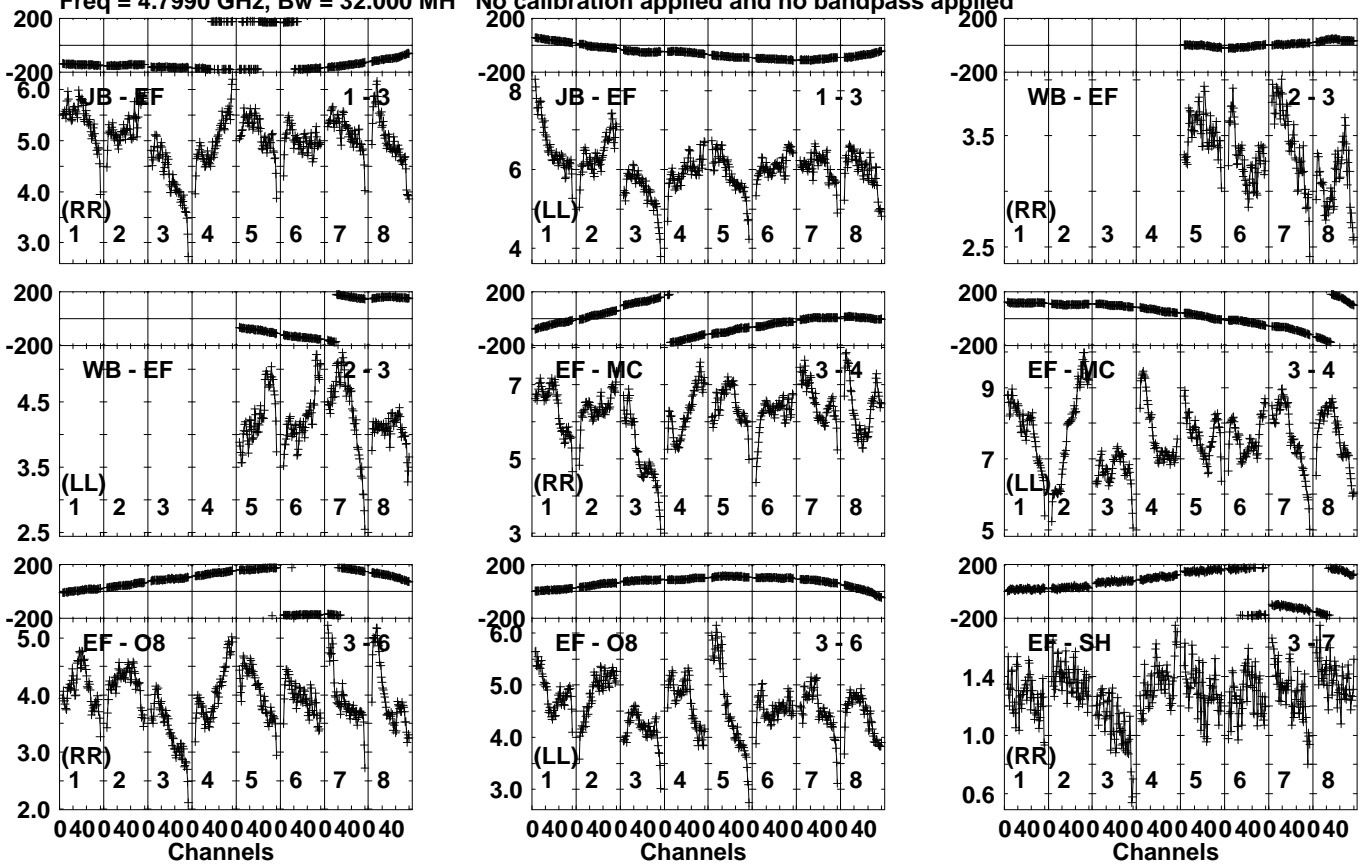 Freq = 4.7990 GHz, Bw = 32.000 MH No calibration applied and no bandpass applied
200 200 200
-200 -200 -200
6.0 JB - EF 1 - 3 8 JB - EF 1 - 3 WB - EF 2 - 3
5.0 6 3.5
4.0
(RR) (LL) (RR)
3.0 1 2 3 4 5 6 7 8 4 1 2 3 4 5 6 7 8 2.5 1 2 3 4 5 6 7 8
200 200 200
-200 -200 -200
WB - EF 2 - 3 7 EF - MC 3 - 4 9 EF - MC 3 - 4
4.5
3.5 5 7
(LL) (RR) (LL)
1 2 3 4 5 6 7 8 1 2 3 4 5 6 7 8 1 2 3 4 5 6 7 8
2.5 3 5
200 200 200
-200 -200 -200
5.0 EF - O8 3 - 6 6.0 EF - O8 3 - 6 EF - SH 3 - 7
4.0 5.0 1.4
3.0 4.0 1.0
(RR) (LL) (RR)
1 2 3 4 5 6 7 8 3.0 1 2 3 4 5 6 7 8 1 2 3 4 5 6 7 8
2.0 0.6
0 40 0 40 0 40 0 40 0 40 0 40 0 40 0 40 0 40 0 40 0 40 0 40 0 40 0 40 0 40 0 40 0 40 0 40 0 40 0 40 0 40 0 40 0 40 0 40
Channels Channels Channels